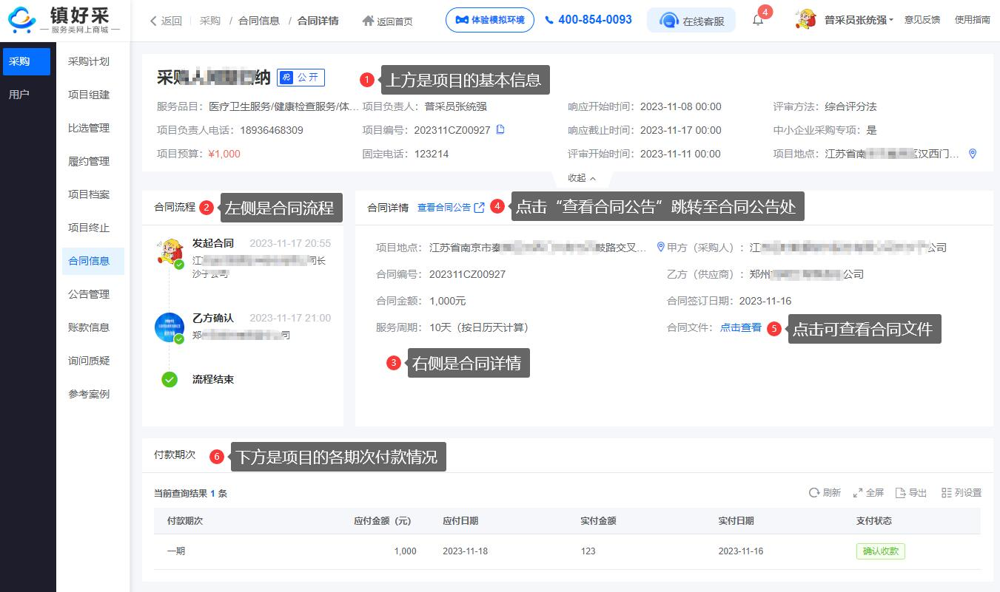 镇好采
服务类网上商城
返回 采购 / 合同信息 / 合同详情 返回首页 体验模拟环境 400-854-0093 在线客服 4 普采员张统强 意见反馈 使用指南
采购
用户
采购计划
项目组建
比选管理
履约管理
项目档案
项目终止
合同信息
公告管理
账款信息
询问质疑
参考案例
采购人 纳 公开 1 上方是项目的基本信息
服务品目：医疗卫生服务/健康检查服务/体... 项目负责人：普采员张统强 响应开始时间：2023-11-08 00:00 评审方法：综合评分法
项目负责人电话：18936468309 项目编号：202311CZ00927 响应截止时间：2023-11-17 00:00 中小企业采购专项：是
项目预算：¥1,000 固定电话：123214 评审开始时间：2023-11-11 00:00 项目地点：江苏省南 区汉西门...
收起
合同流程 2 左侧是合同流程
发起合同 2023-11-17 20:55
江 司长
沙子公司
乙方确认 2023-11-17 21:00
郑 司
流程结束
合同详情 查看合同公告 4 点击“查看合同公告”跳转至合同公告处
项目地点：江苏省南京市秦 岐路交叉... 甲方（采购人）：江 公司
合同编号：202311CZ00927 乙方（供应商）：郑州 公司
合同金额：1,000元 合同签订日期：2023-11-16
服务周期：10天（按日历天计算） 合同文件：点击查看 5 点击可查看合同文件
3 右侧是合同详情
付款期次 6 下方是项目的各期次付款情况
当前查询结果 1 条 刷新 全屏 导出 列设置
付款期次 应付金额（元） 应付日期 实付金额 实付日期 支付状态
一期 1,000 2023-11-18 123 2023-11-16 确认收款